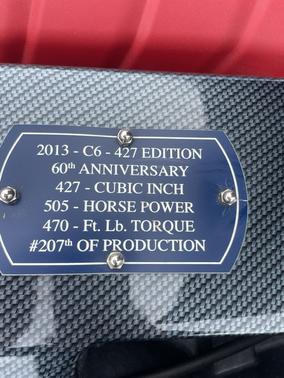 2013 - C6 - 427 EDITION
60th ANNIVERSARY
427 - CUBIC INCH
505 - HORSE POWER
470 - Ft. Lb. TORQUE
#207th OF PRODUCTION